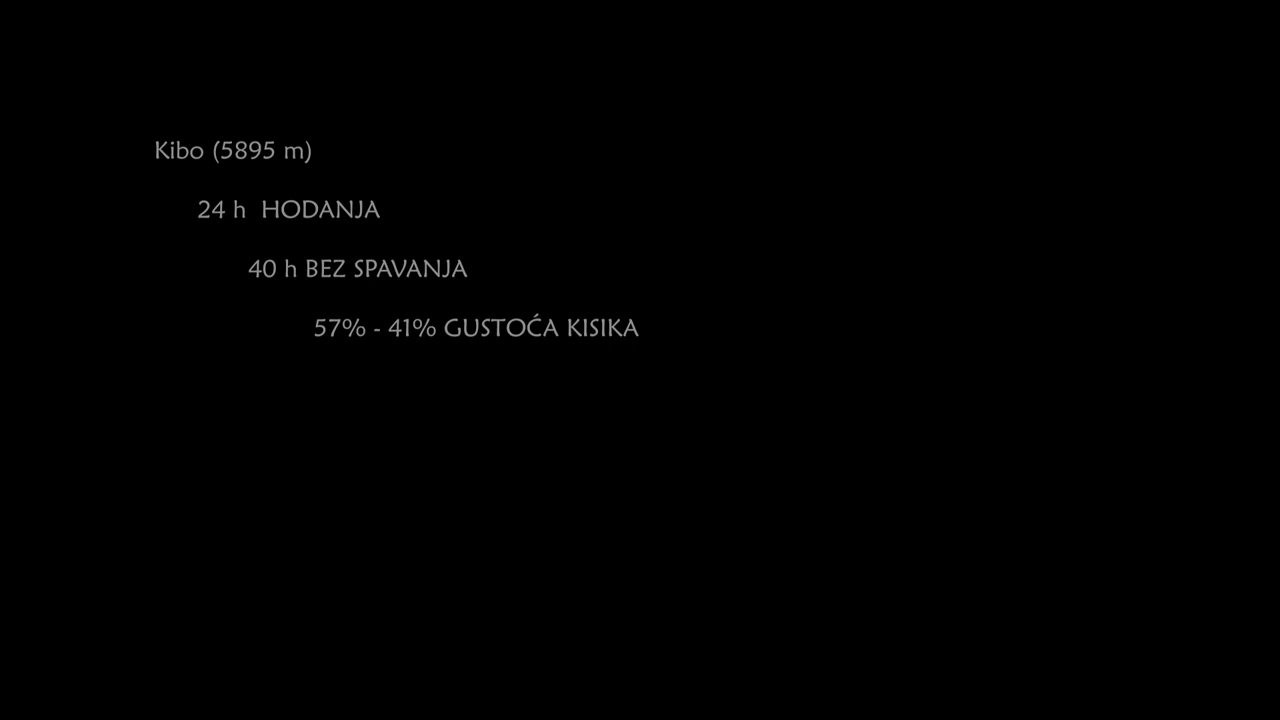 Kibo (5895 m)
24 h HODANJA
40 h BEZ SPAVANJA
57% - 41% GUSTOĆA KISIKA